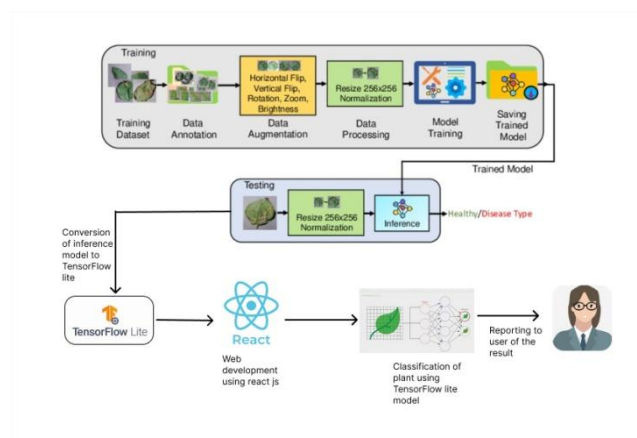 Training
Horizontal Flip,
Vertical Flip,
Rotation, Zoom,
Brightness
Resize 256x256
Normalization
Training
Dataset
Data
Annotation
Data
Augmentation
Data
Processing
Model
Training
Saving
Trained
Model
Trained Model
Testing
Resize 256x256
Normalization
Inference
Healthy/Disease Type
Conversion
of inference
model to
TensorFlow
lite
TensorFlow Lite
React
Web
development
using react js
Classification of
plant using
TensorFlow lite
model
Reporting to
user of the
result